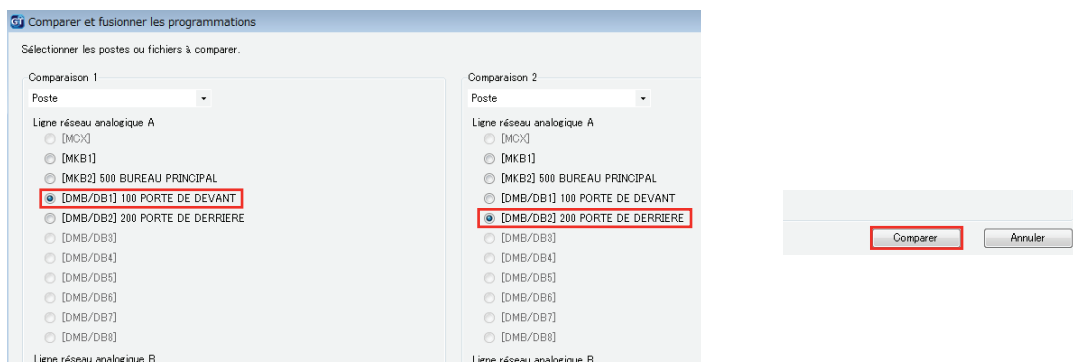 GT Comparer et fusionner les programmations
Sélectionner les postes ou fichiers à comparer.
Comparaison 1
Poste
Ligne réseau analogique A
[MCX]
[MKB1]
[MKB2] 500 BUREAU PRINCIPAL
[DMB/DB1] 100 PORTE DE DEVANT
[DMB/DB2] 200 PORTE DE DERRIERE
[DMB/DB3]
[DMB/DB4]
[DMB/DB5]
[DMB/DB6]
[DMB/DB7]
[DMB/DB8]
Ligne réseau analogique B
Comparaison 2
Poste
Ligne réseau analogique A
[MCX]
[MKB1]
[MKB2] 500 BUREAU PRINCIPAL
[DMB/DB1] 100 PORTE DE DEVANT
[DMB/DB2] 200 PORTE DE DERRIERE
[DMB/DB3]
[DMB/DB4]
[DMB/DB5]
[DMB/DB6]
[DMB/DB7]
[DMB/DB8]
Ligne réseau analogique B
Comparer
Annuler